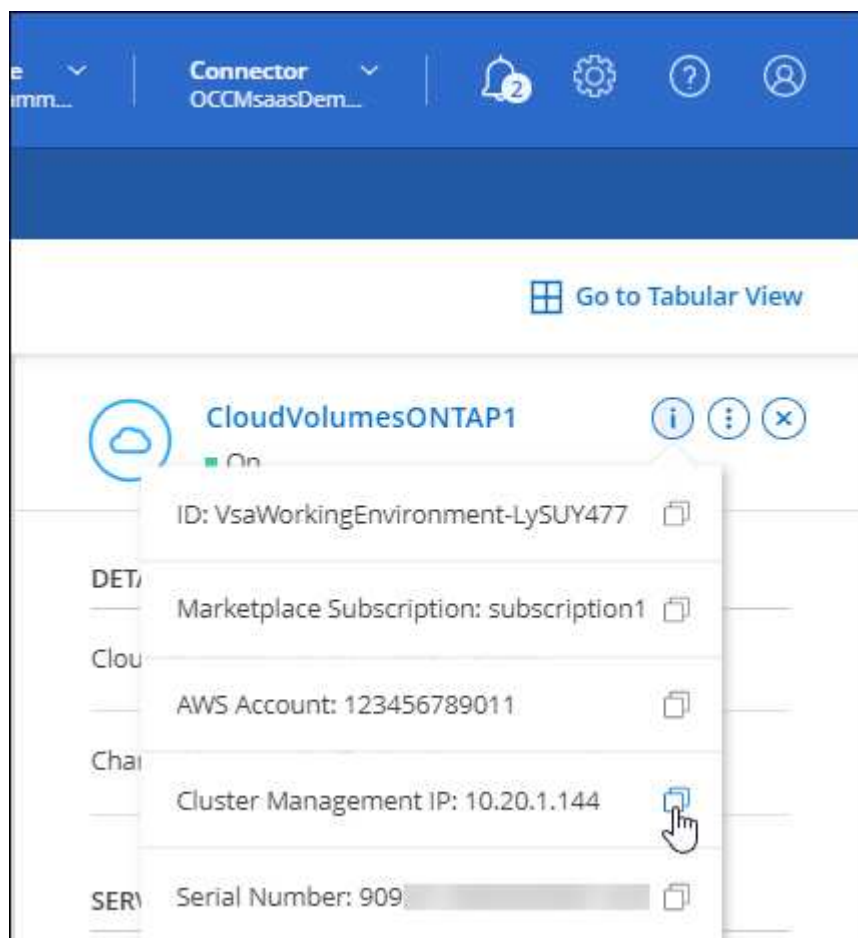 Connector
OCCMsaasDem...
2
?
Go to Tabular View
CloudVolumesONTAP1
i
On
ID: VsaWorkingEnvironment-LySUY477
Marketplace Subscription: subscription1
Clou
AWS Account: 123456789011
Cluster Management IP: 10.20.1.144
Serial Number: 909